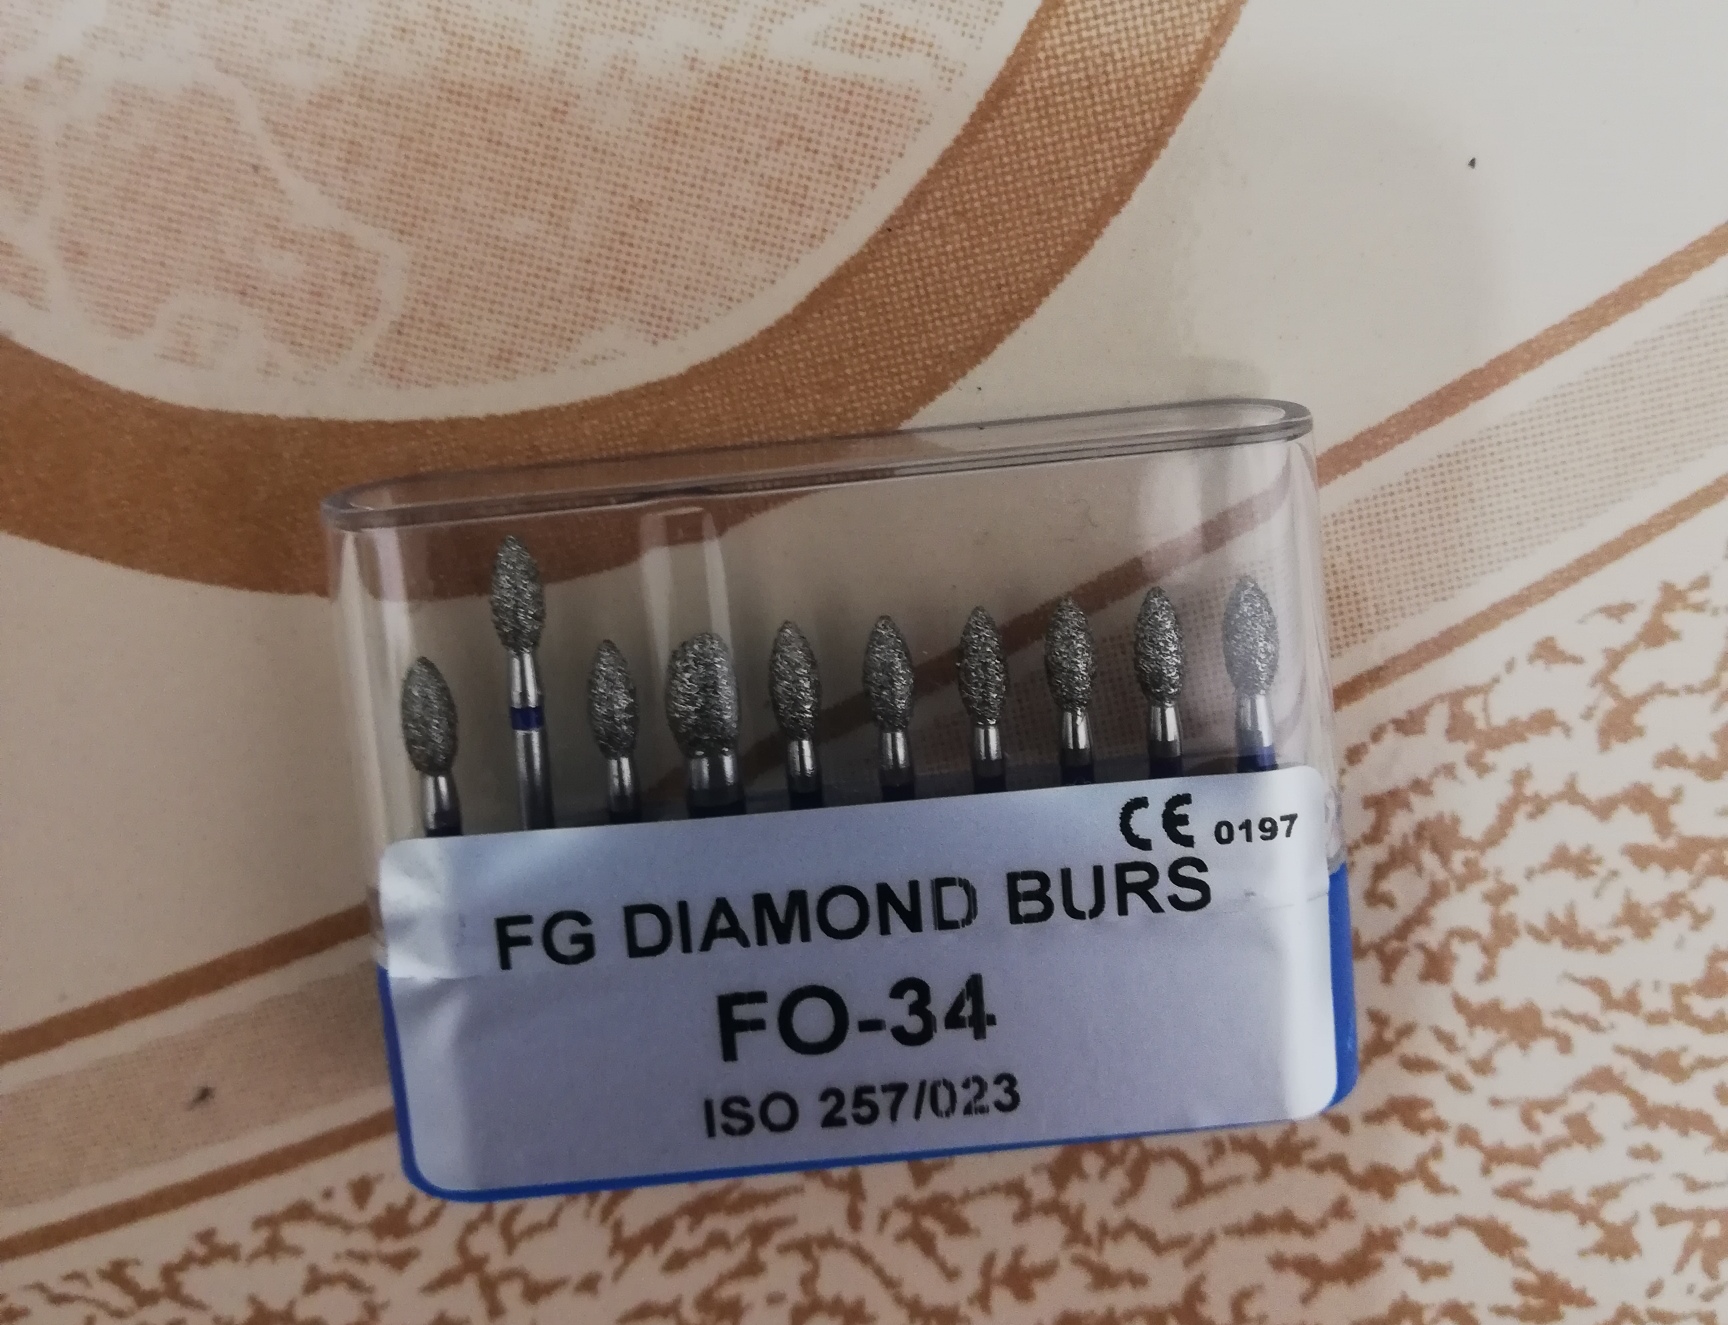 CE 0197
FG DIAMOND BURS
FO-34
ISO 257/023